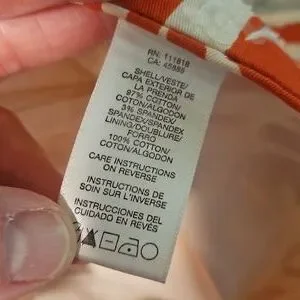 RN: 111818
CA: 45885
SHELL/VESTE/
CAPA EXTERIOR DE
LA PRENDA
97% COTTON/
COTON/ALGODON
3% SPANDEX/
SPANDEX/SPANDEX
LINING/DOUBLURE/
FORRO
100% COTTON/
COTON/ALGODON
CARE INSTRUCTIONS
ON REVERSE
INSTRUCTIONS DE
SOIN SUR L'INVERSE
INSTRUCCIONES DEL
CUIDADO EN REVÉS